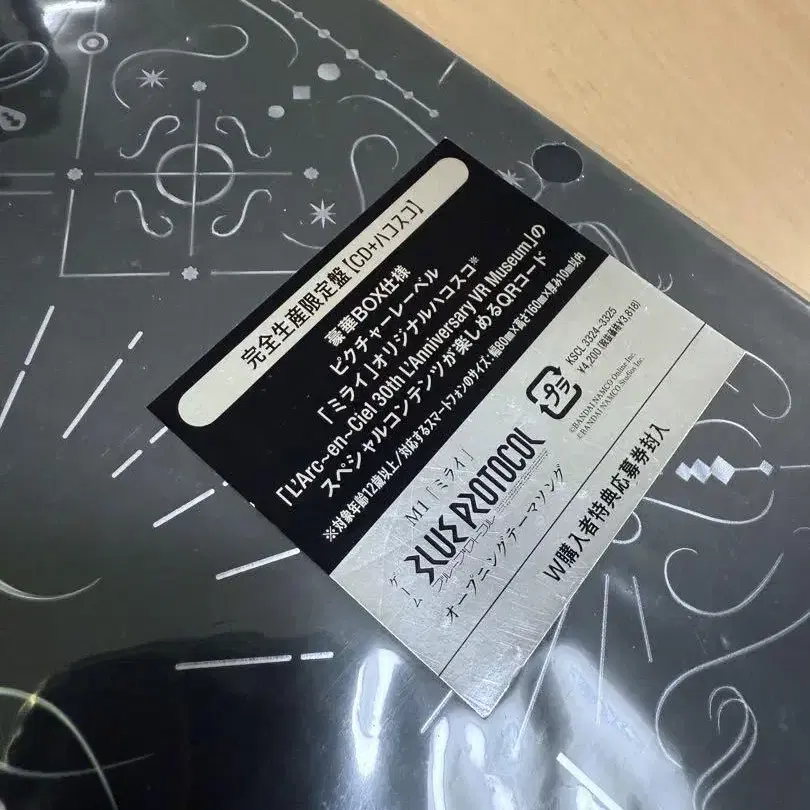 完全生産限定盤【CD+ハコスコ】
豪華BOX仕様
ピクチャーレーベル
「ミライ」オリジナルハコスコ※
「L'Arc~en~Ciel 30th L'Anniversary VR Museum」の
スペシャルコンテンツが楽しめるQRコード
※対象年齢12歳以上/対応するスマートフォンのサイズ:幅80mm×高さ160mm×厚み10mm以内
KSCL 3324-3325
¥4,200(税抜価格¥3,818)
プラ
©BANDAI NAMCO Online Inc.
©BANDAI NAMCO Studios Inc.
M1「ミライ」
ゲーム
BLUE PROTOCOL
ブループロトコル
オープニングテーマソング
W購入者特典応募券封入